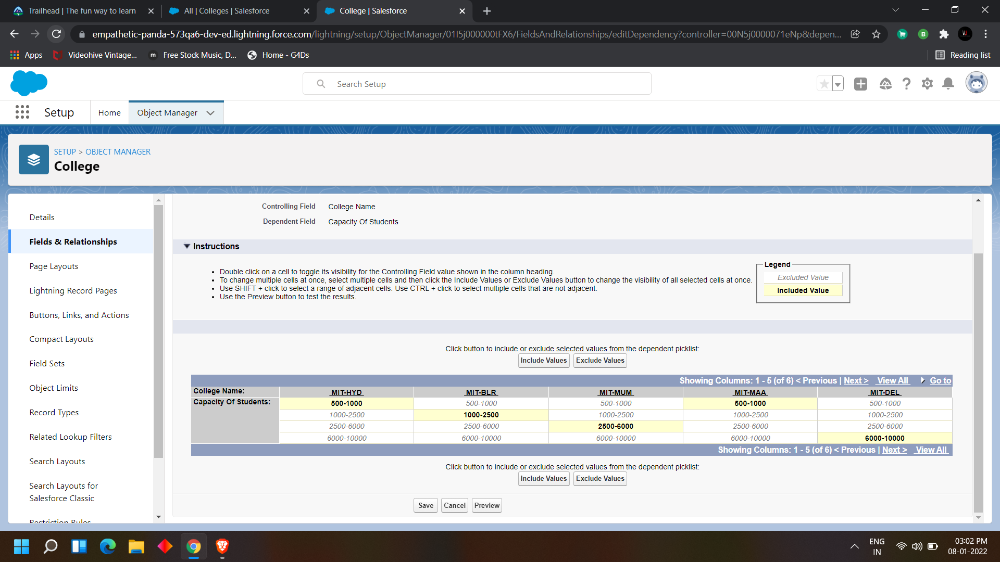 Trailhead | The fun way to learn
All | Colleges | Salesforce
College | Salesforce
empathetic-panda-573qa6-dev-ed.lightning.force.com/lightning/setup/ObjectManager/01I5j000000tFX6/FieldsAndRelationships/editDependency?controller=00N5j0000071eNp&depen...
Apps
Videohive Vintage...
m
Free Stock Music, D...
Home - G4Ds
Reading list
Search Setup
Setup
Home
Object Manager
SETUP > OBJECT MANAGER
College
Details
Fields & Relationships
Page Layouts
Lightning Record Pages
Buttons, Links, and Actions
Compact Layouts
Field Sets
Object Limits
Record Types
Related Lookup Filters
Search Layouts
Search Layouts for
Salesforce Classic
Restriction Rules
Controlling Field College Name
Dependent Field Capacity Of Students
Instructions
• Double click on a cell to toggle its visibility for the Controlling Field value shown in the column heading.
• To change multiple cells at once, select multiple cells and then click the Include Values or Exclude Values button to change the visibility of all selected cells at once.
• Use SHIFT + click to select a range of adjacent cells. Use CTRL + click to select multiple cells that are not adjacent.
• Use the Preview button to test the results.
Legend
Excluded Value
Included Value
Click button to include or exclude selected values from the dependent picklist:
Include Values Exclude Values
Showing Columns: 1 - 5 (of 6) < Previous | Next > View All Go to
College Name: MIT-HYD MIT-BLR MIT-MUM MIT-MAA MIT-DEL
Capacity Of Students: 500-1000 500-1000 500-1000 500-1000 500-1000
1000-2500 1000-2500 1000-2500 1000-2500 1000-2500
2500-6000 2500-6000 2500-6000 2500-6000 2500-6000
6000-10000 6000-10000 6000-10000 6000-10000 6000-10000
Showing Columns: 1 - 5 (of 6) < Previous | Next > View All
Click button to include or exclude selected values from the dependent picklist:
Include Values Exclude Values
Save Cancel Preview
ENG
IN
03:02 PM
08-01-2022